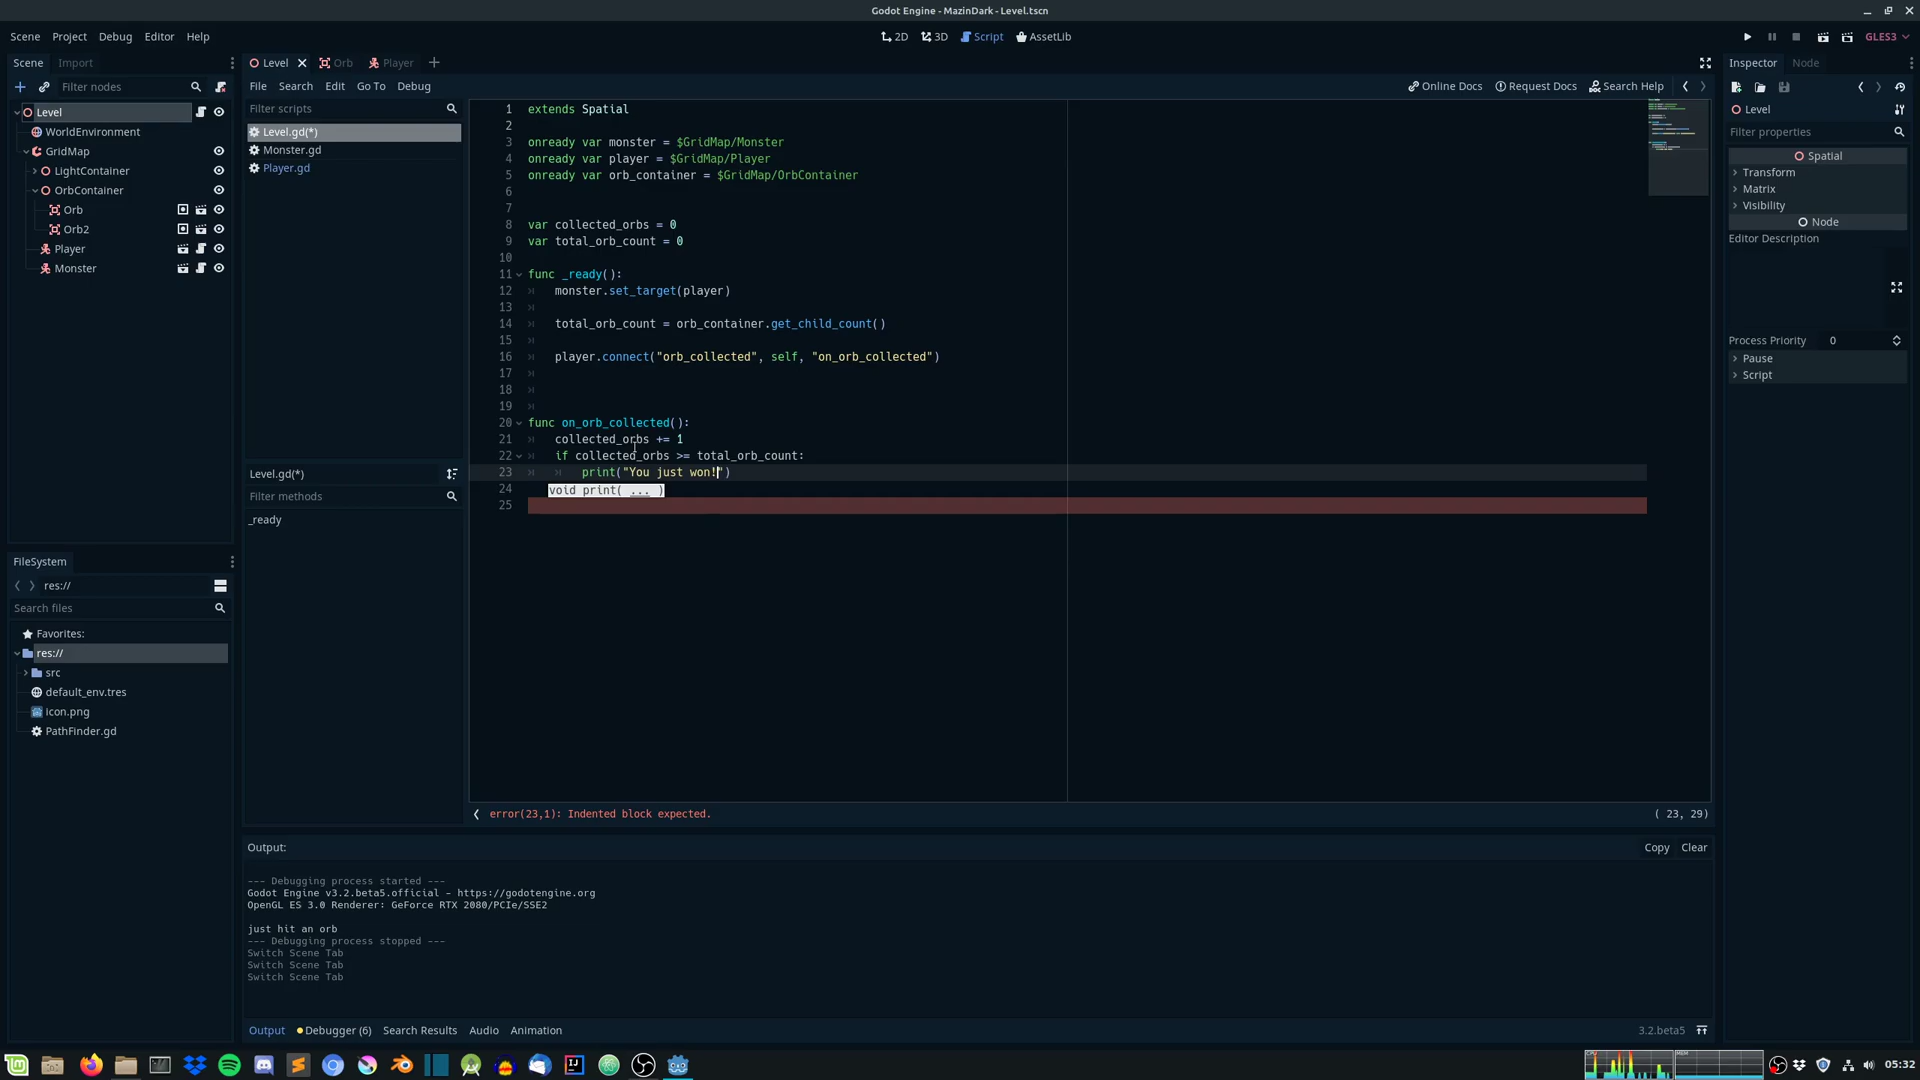 Godot Engine - MazinDark - Level.tscn
Scene Project Debug Editor Help
2D 3D Script AssetLib
GLES3
Scene Import
Filter nodes
Level
WorldEnvironment
GridMap
LightContainer
OrbContainer
Orb
Orb2
Player
Monster
FileSystem
res://
Search files
Favorites:
res://
src
default_env.tres
icon.png
PathFinder.gd
Level Orb Player
File Search Edit Go To Debug
Online Docs Request Docs Search Help
Filter scripts
Level.gd(*)
Monster.gd
Player.gd
Level.gd(*)
Filter methods
_ready
1 extends Spatial
2
3 onready var monster = $GridMap/Monster
4 onready var player = $GridMap/Player
5 onready var orb_container = $GridMap/OrbContainer
6
7
8 var collected_orbs = 0
9 var total_orb_count = 0
10
11 func _ready():
12 monster.set_target(player)
13
14 total_orb_count = orb_container.get_child_count()
15
16 player.connect("orb_collected", self, "on_orb_collected")
17
18
19
20 func on_orb_collected():
21 collected_orbs += 1
22 if collected_orbs >= total_orb_count:
23 print("You just won!")
24 void print( ... )
25
error(23,1): Indented block expected.
( 23, 29)
Output:
Copy Clear
--- Debugging process started ---
Godot Engine v3.2.beta5.official - https://godotengine.org
OpenGL ES 3.0 Renderer: GeForce RTX 2080/PCIe/SSE2
just hit an orb
--- Debugging process stopped ---
Switch Scene Tab
Switch Scene Tab
Switch Scene Tab
Output Debugger (6) Search Results Audio Animation
3.2.beta5
Inspector Node
Level
Filter properties
Spatial
Transform
Matrix
Visibility
Node
Editor Description
Process Priority 0
Pause
Script
05:32